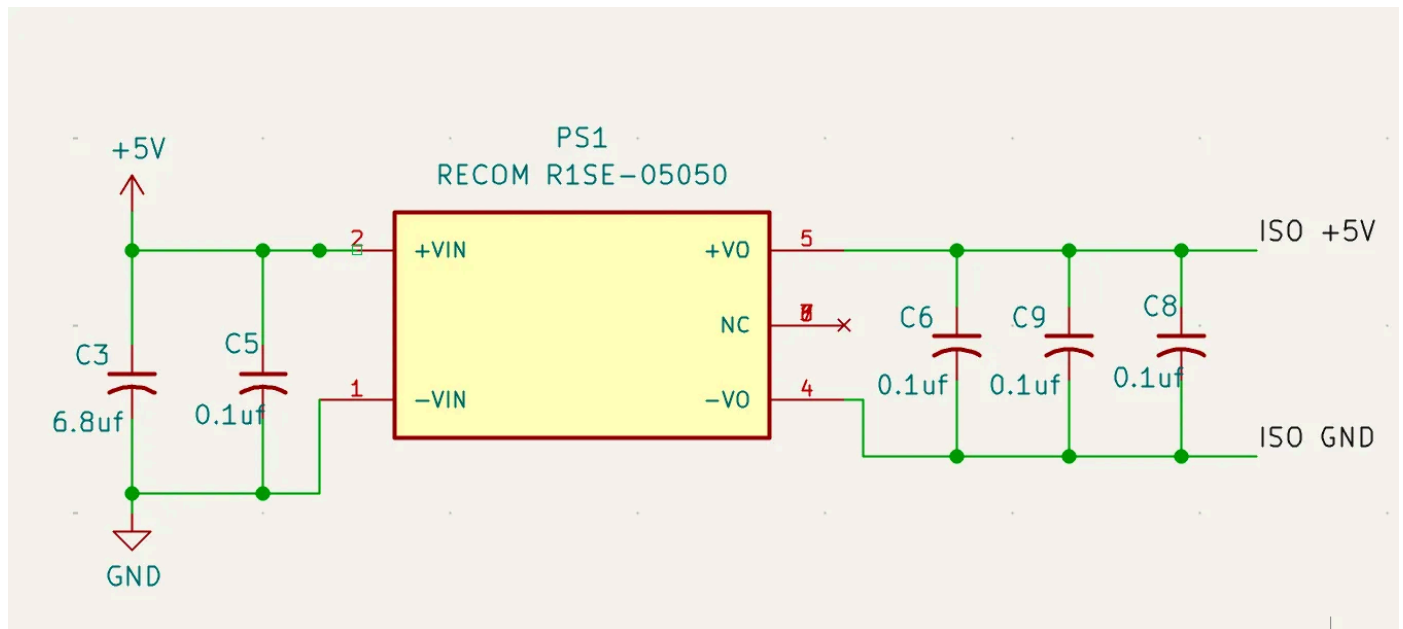 PS1
RECOM R1SE-05050
+5V
2
+VIN
+VO
5
ISO +5V
C3
6.8uf
C5
0.1uf
NC
C6
0.1uf
C9
0.1uf
C8
0.1uf
1
-VIN
-VO
4
ISO GND
GND